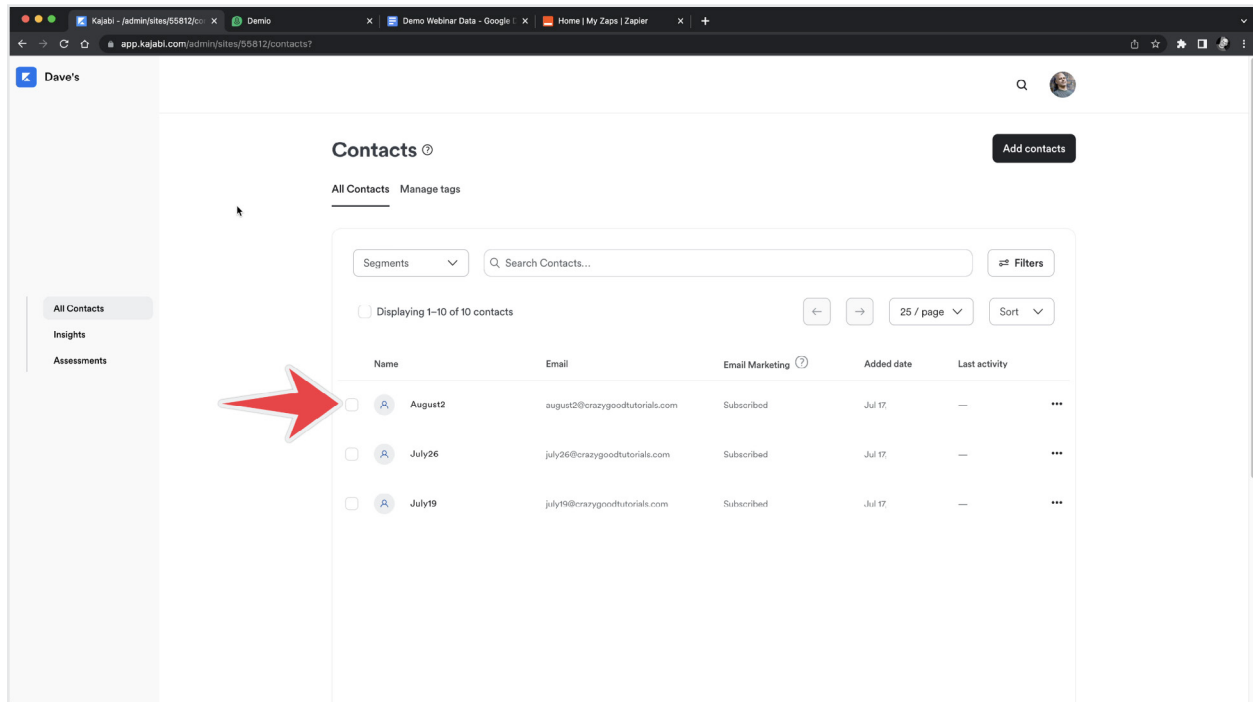 Kajabi - /admin/sites/55812/co
Demio
Demo Webinar Data - Google
Home | My Zaps | Zapier
app.kajabi.com/admin/sites/55812/contacts?
Dave's
Contacts
Add contacts
All Contacts Manage tags
Segments
Search Contacts...
Filters
Displaying 1–10 of 10 contacts
25 / page
Sort
All Contacts
Insights
Assessments
Name Email Email Marketing Added date Last activity
August2 august2@crazygoodtutorials.com Subscribed Jul 17, —
July26 july26@crazygoodtutorials.com Subscribed Jul 17, —
July19 july19@crazygoodtutorials.com Subscribed Jul 17, —